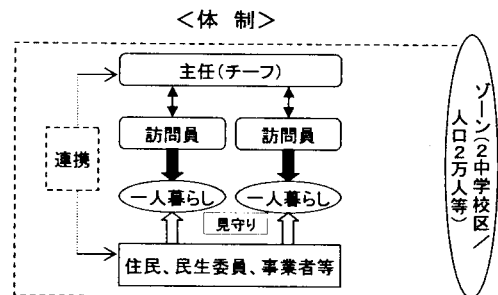 ＜体 制＞
主任(チーフ)
訪問員
訪問員
連携
一人暮らし
一人暮らし
見守り
住民、民生委員、事業者等
ゾーン(2中学校区／
人口2万人等)